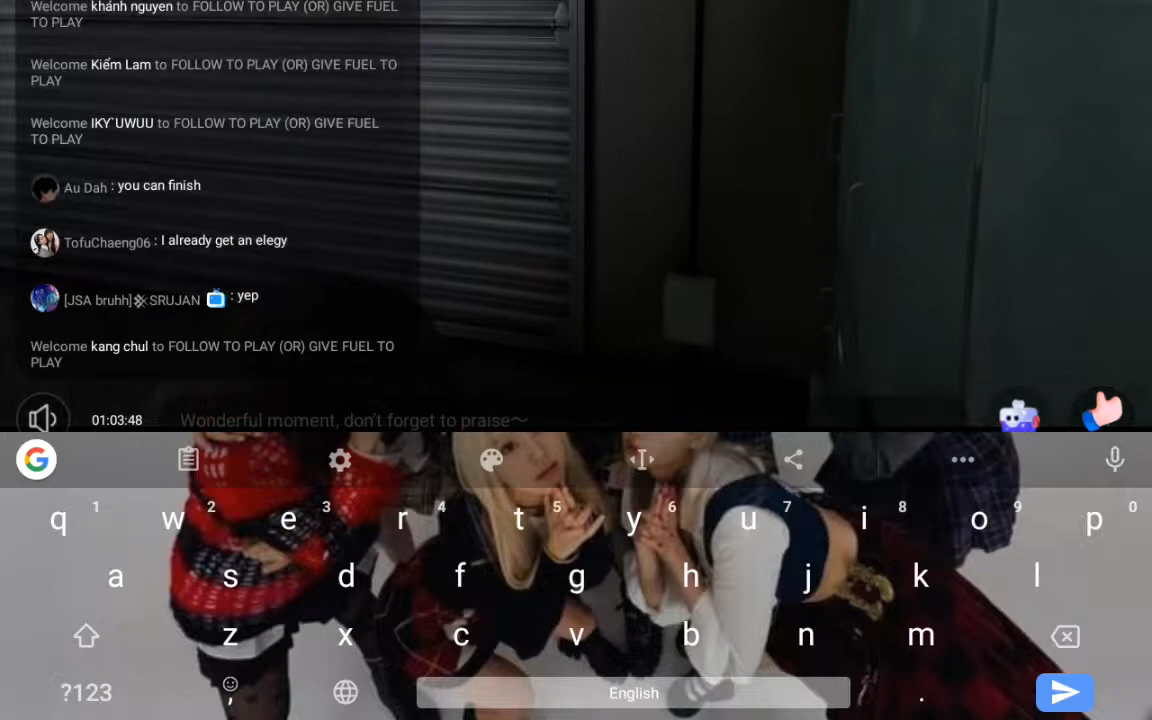 Welcome khánh nguyen to FOLLOW TO PLAY (OR) GIVE FUEL
TO PLAY
Welcome Kiểm Lam to FOLLOW TO PLAY (OR) GIVE FUEL TO
PLAY
Welcome IKY`UWUU to FOLLOW TO PLAY (OR) GIVE FUEL
TO PLAY
Au Dah : you can finish
TofuChaeng06 : I already get an elegy
[JSA bruhh]※SRUJAN : yep
Welcome kang chul to FOLLOW TO PLAY (OR) GIVE FUEL TO
PLAY
01:03:48 Wonderful moment, don't forget to praise～
G
1 2 3 4 5 6 7 8 9 0
q w e r t y u i o p
a s d f g h j k l
z x c v b n m
?123 , English .